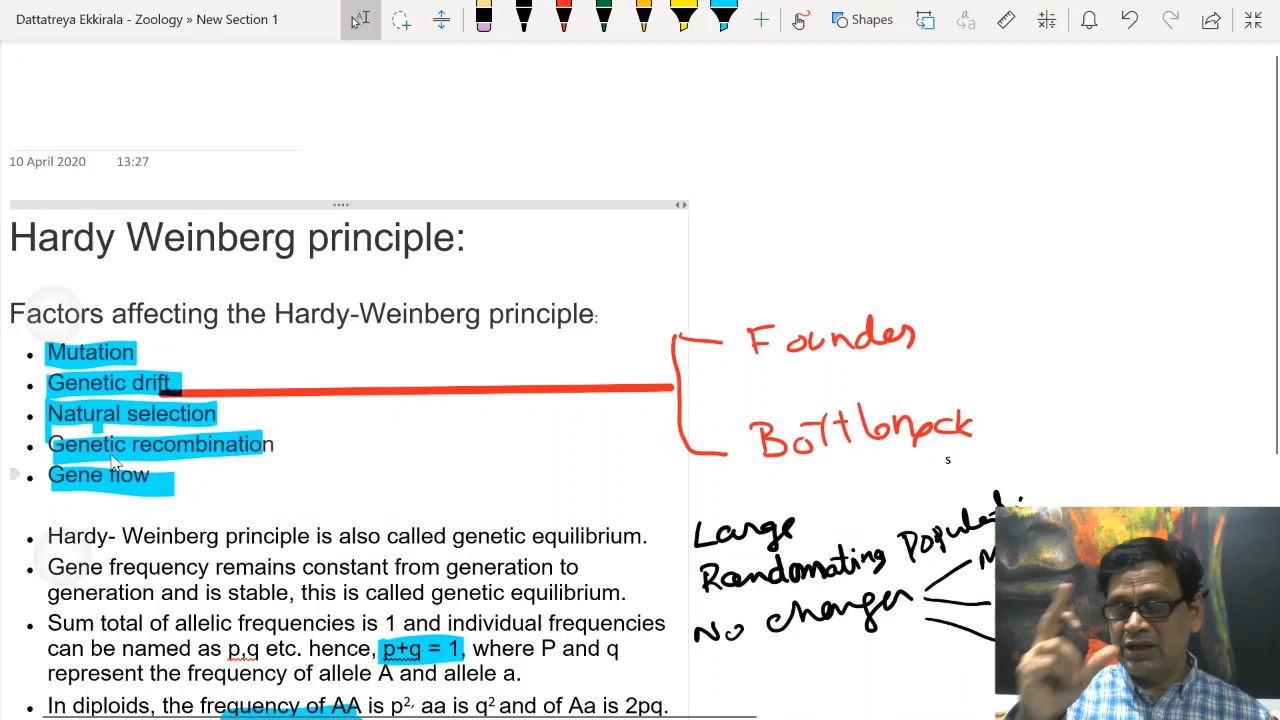 Dattatreya Ekkirala - Zoology » New Section 1
Shapes
10 April 2020 13:27
Hardy Weinberg principle:
Factors affecting the Hardy-Weinberg principle:
• Mutation
• Genetic drift
• Natural selection
• Genetic recombination
• Gene flow
Founder
Bottleneck
s
Large
Randomating
No changes
• Hardy- Weinberg principle is also called genetic equilibrium.
• Gene frequency remains constant from generation to
generation and is stable, this is called genetic equilibrium.
• Sum total of allelic frequencies is 1 and individual frequencies
can be named as p,q etc. hence, p+q = 1, where P and q
represent the frequency of allele A and allele a.
• In diploids, the frequency of AA is p², aa is q² and of Aa is 2pq.